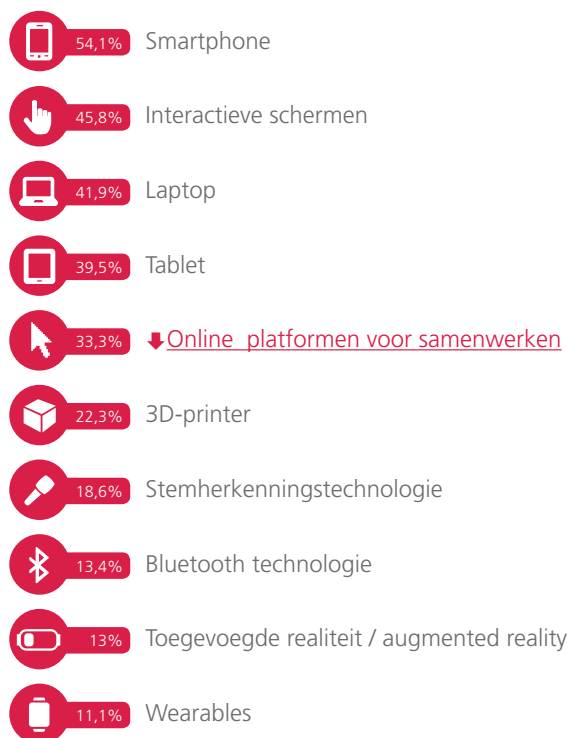 54,1% Smartphone
45,8% Interactieve schermen
41,9% Laptop
39,5% Tablet
33,3% Online platformen voor samenwerken
22,3% 3D-printer
18,6% Stemherkenningstechnologie
13,4% Bluetooth technologie
13% Toegevoegde realiteit / augmented reality
11,1% Wearables